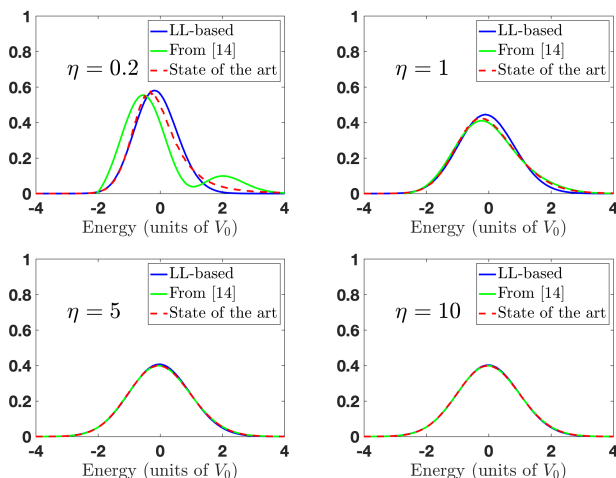 1
0.8
0.6
0.4
0.2
0
-4 -2 0 2 4
Energy (units of V₀)
η = 0.2
LL-based
From [14]
State of the art
1
0.8
0.6
0.4
0.2
0
-4 -2 0 2 4
Energy (units of V₀)
η = 1
LL-based
From [14]
State of the art
1
0.8
0.6
0.4
0.2
0
-4 -2 0 2 4
Energy (units of V₀)
η = 5
LL-based
From [14]
State of the art
1
0.8
0.6
0.4
0.2
0
-4 -2 0 2 4
Energy (units of V₀)
η = 10
LL-based
From [14]
State of the art